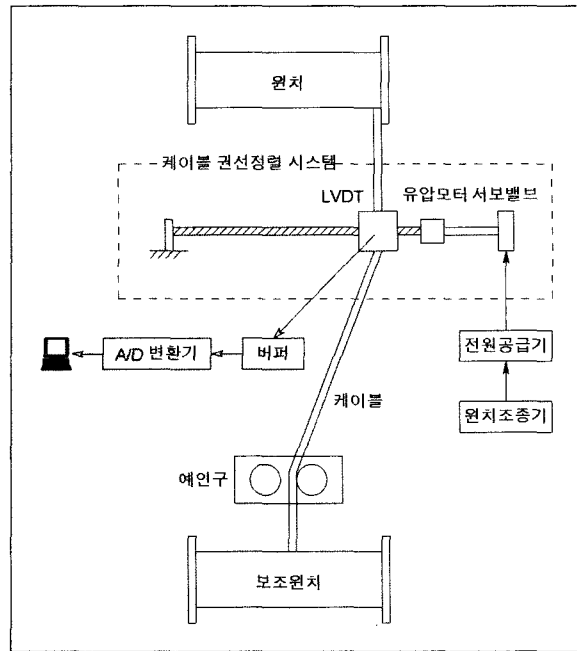 윈치
케이블 권선정렬 시스템
LVDT
유압모터 서보밸브
A/D 변환기
버퍼
전원공급기
케이블
윈치조종기
예인구
보조윈치